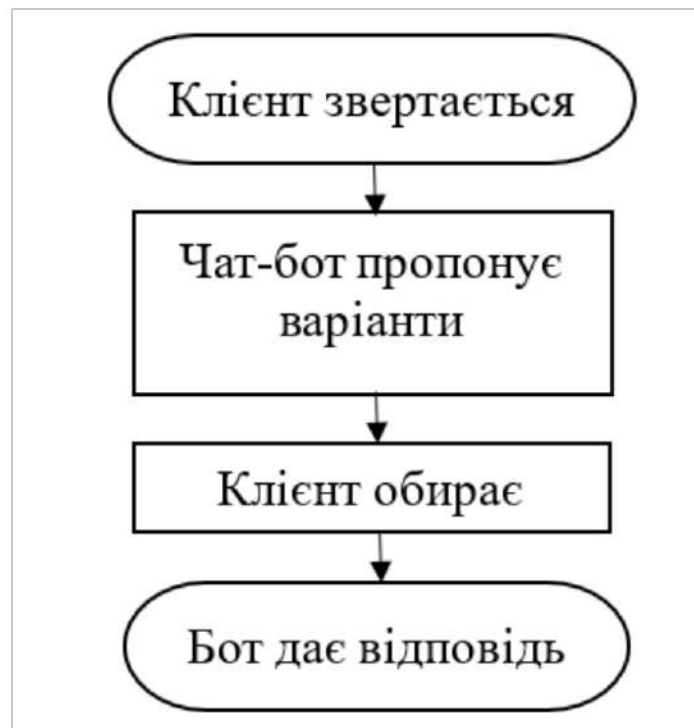 Клієнт звертається
Чат-бот пропонує
варіанти
Клієнт обирає
Бот дає відповідь